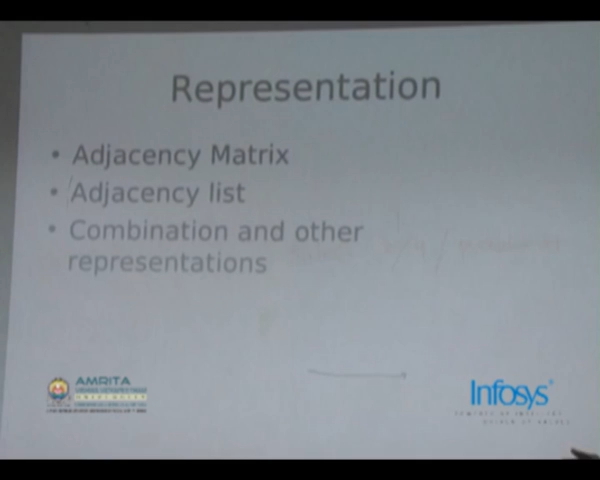 Representation
• Adjacency Matrix
• Adjacency list
• Combination and other
representations
AMRITA
Infosys